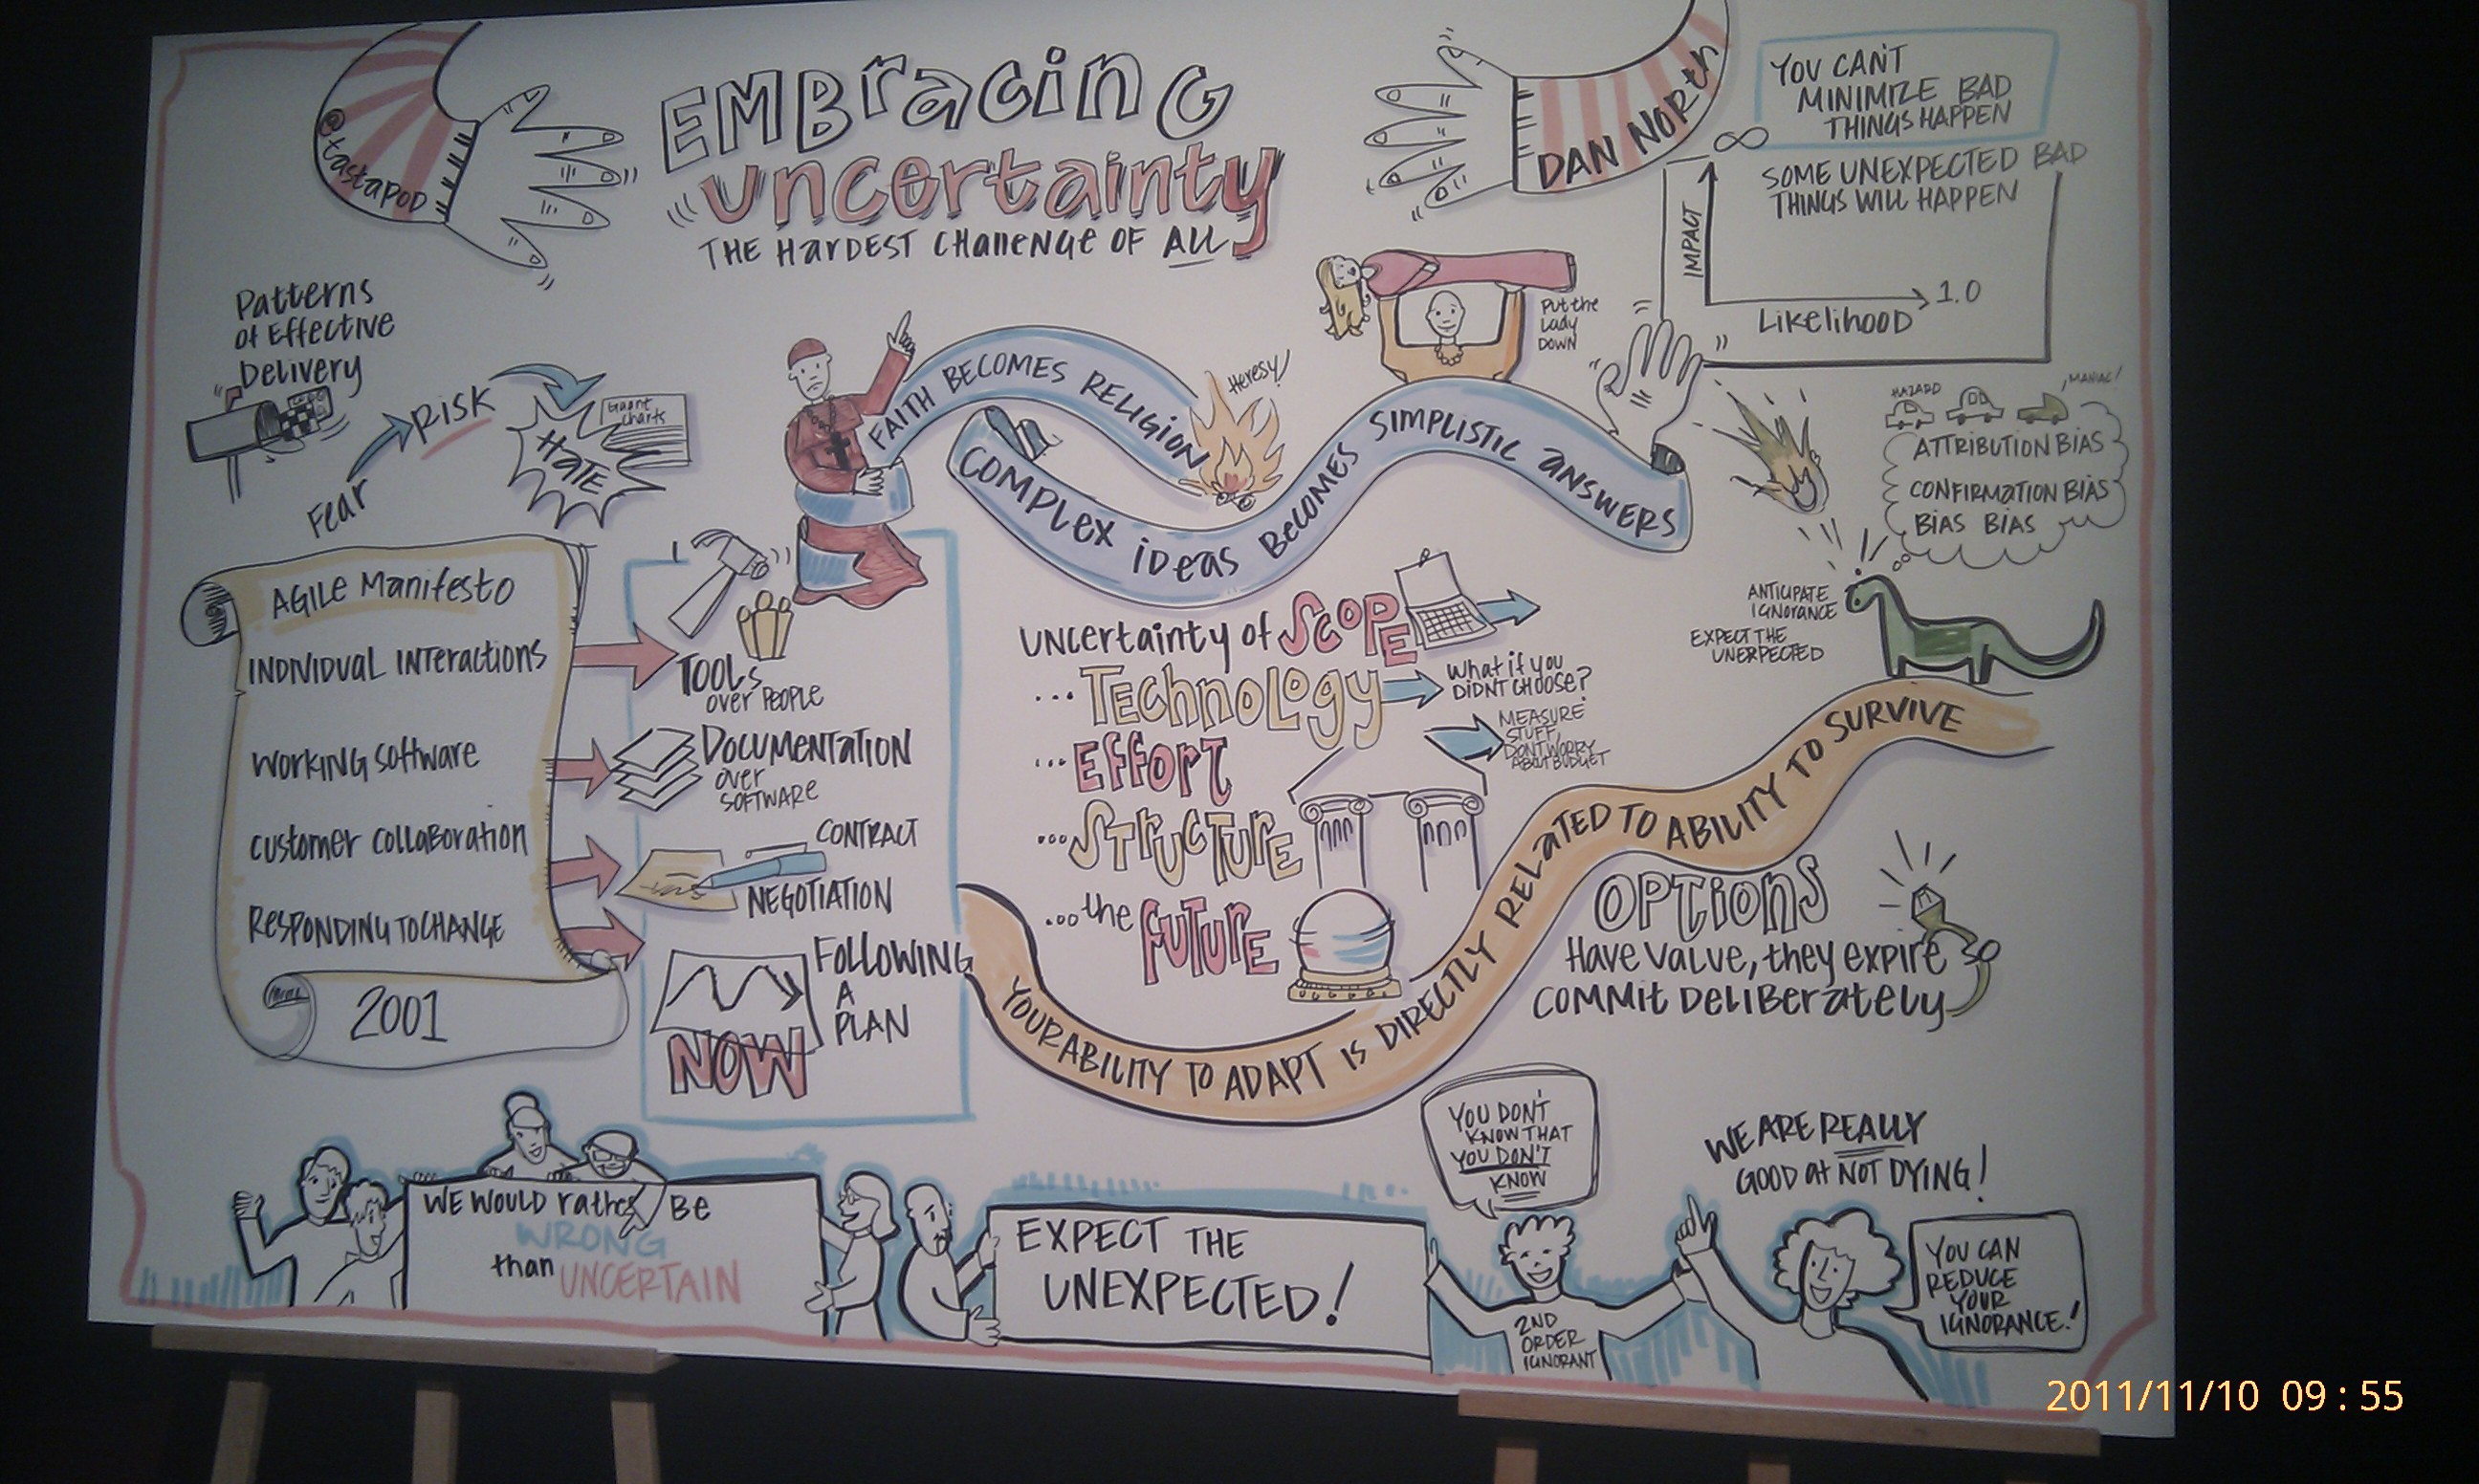 @tastapod
EMBracinG
uncertainty
THE HarDEST CHallENGE OF All
DAN NOrth
YOU CAN'T
MINIMIZE BAD
THINGS HAPPEN
∞
SOME UNEXPECTED BAD
THINGS WILL HAPPEN
IMPACT
LIKELIHOOD
1.0
Patterns
of Effective
Delivery
Fear
RISK
HaTE
Gaant
charts
FAITH BECOMES RELIGION
Heresy!
COMPLEX IDEAS BECOMES SIMPLISTIC ANSWERS
Put the
Lady
DOWN
HAZARD
MANIAC!
ATTRIBUTION BIAS
CONFIRMATION BIAS
BIAS BIAS
ANTICIPATE
IGNORANCE
EXPECT THE
UNEXPECTED
AGILE Manifesto
INDIVIDUAL INTEractiONS
WORKING Software
Customer collaboration
RESPONDING TO CHANGE
2001
TOOLS
over PEOPLE
DOCUMENTATION
over
SOFTWARE
CONTRACT
NEGOTIATION
FOLLOWING
A
PLAN
NOW
UNCertainty of SCOPE
... TECHNOLOGY
What if you
DIDNT CHOOSE?
... EFFORT
MEASURE
STUFF,
DONT WORRY
ABOUT BUDGET
... STRUCTURE
... the FUTURE
YOUR ABILITY TO ADAPT IS DIRECTLY RELATED TO ABILITY TO SURVIVE
OPTIONS
Have value, they expire
COMMIT DELIBERATELY
WE WOULD rather BE
WRONG
than UNCERTAIN
EXPECT THE
UNEXPECTED!
YOU DON'T
KNOW THAT
YOU DON'T
KNOW
2ND
ORDER
IGNORANT
WE ARE REALLY
GOOD at NOT DYING!
YOU CAN
REDUCE
YOUR
IGNORANCE!
2011/11/10 09:55